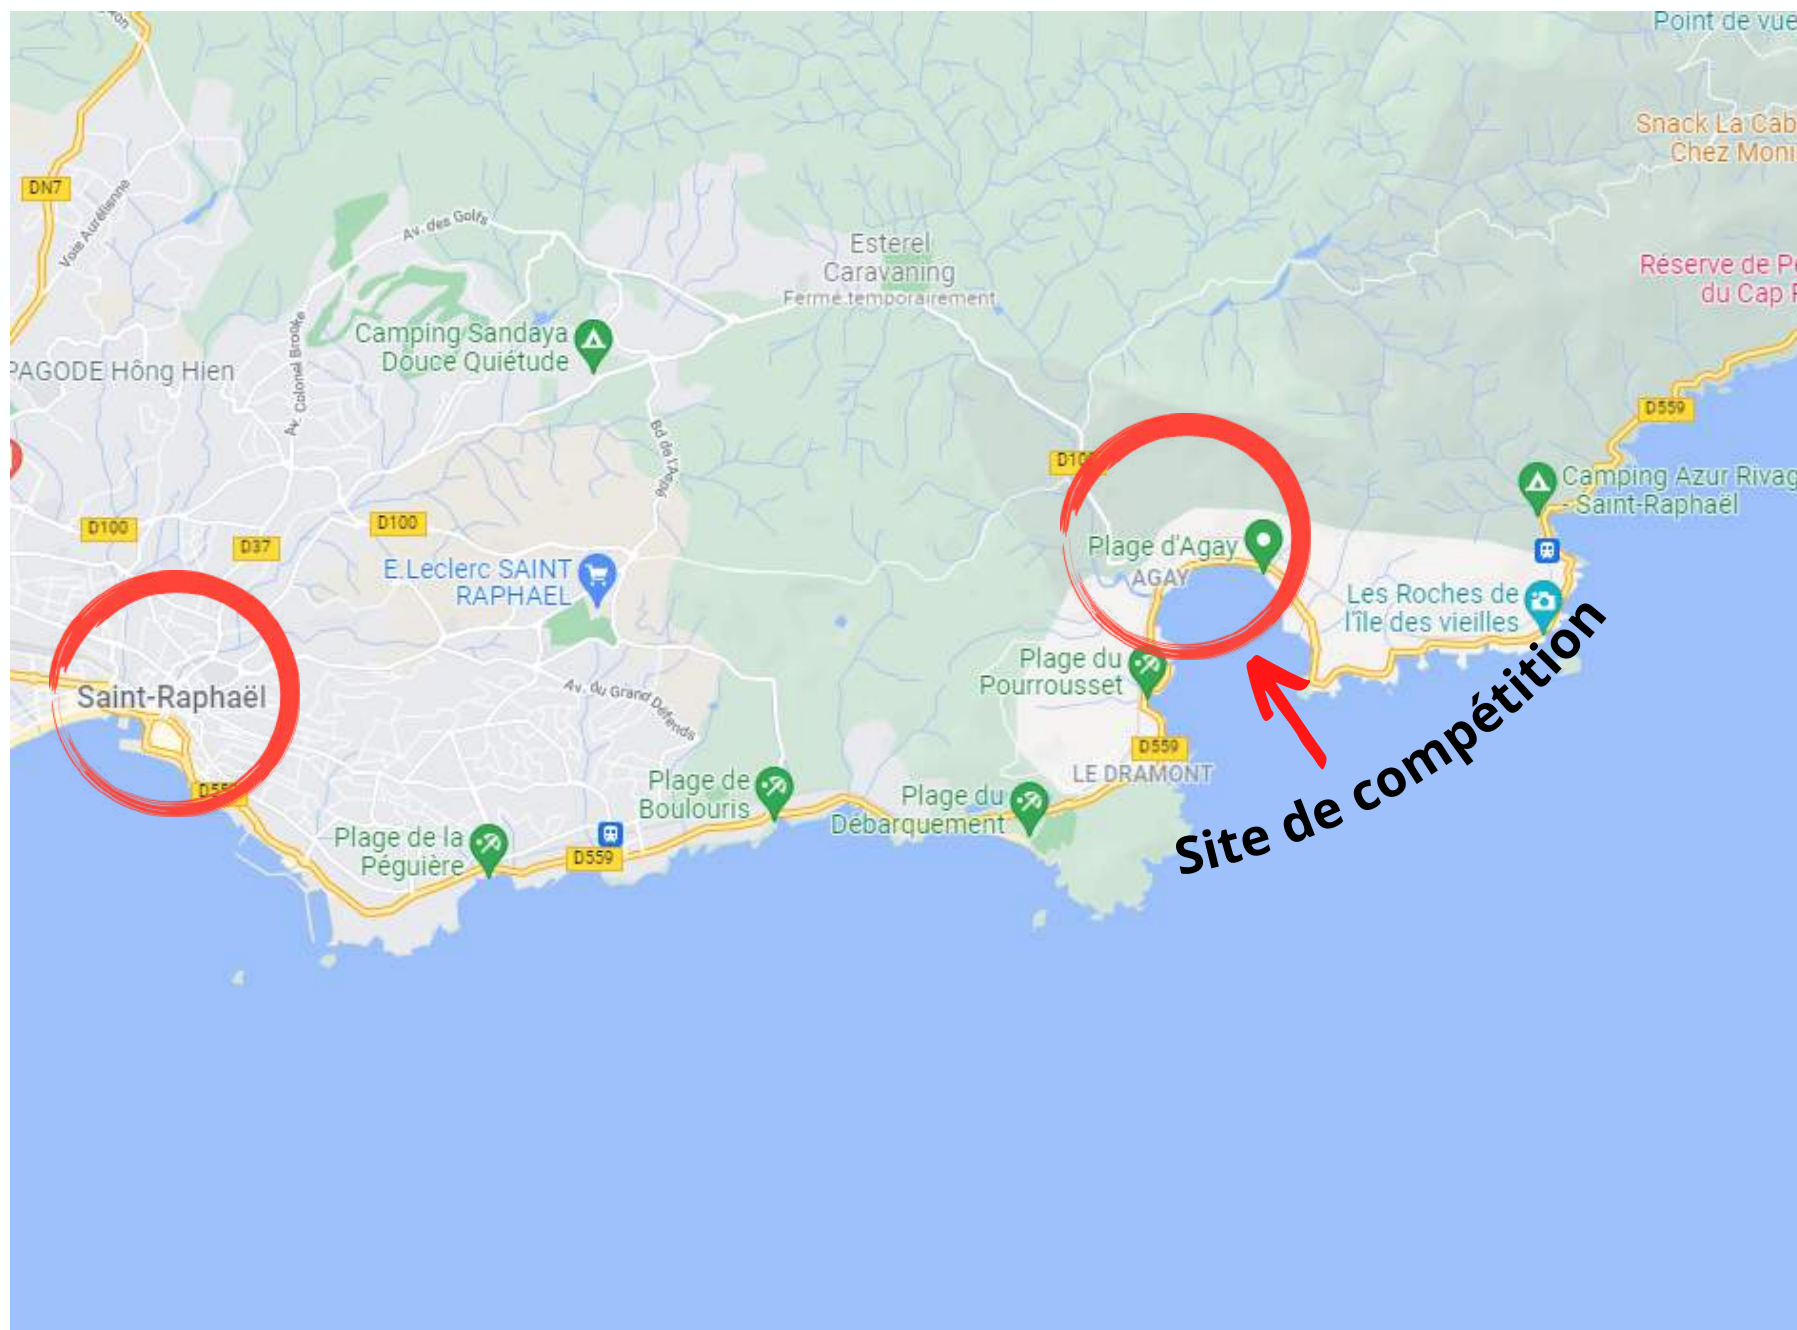 Point de vue
Snack La Cab
Chez Moni
DN7
Voie Aurélienne
Av. des Golfs
Esterel
Caravaning
Fermé temporairement
Réserve de P
du Cap
Av. Colonel Brooke
Camping Sandaya
Douce Quiétude
PAGODE Hông Hien
D559
Bd de l'Aspé
D100
Camping Azur Rivag
- Saint-Raphaël
D100
D100
D37
Plage d'Agay
AGAY
E.Leclerc SAINT
RAPHAEL
Les Roches de
l'île des vieilles
Plage du
Pourrousset
Saint-Raphaël
Av. du Grand Défends
D559
LE DRAMONT
Site de compétition
Plage de
Boulouris
Plage du
Débarquement
D559
Plage de la
Péguière
D559